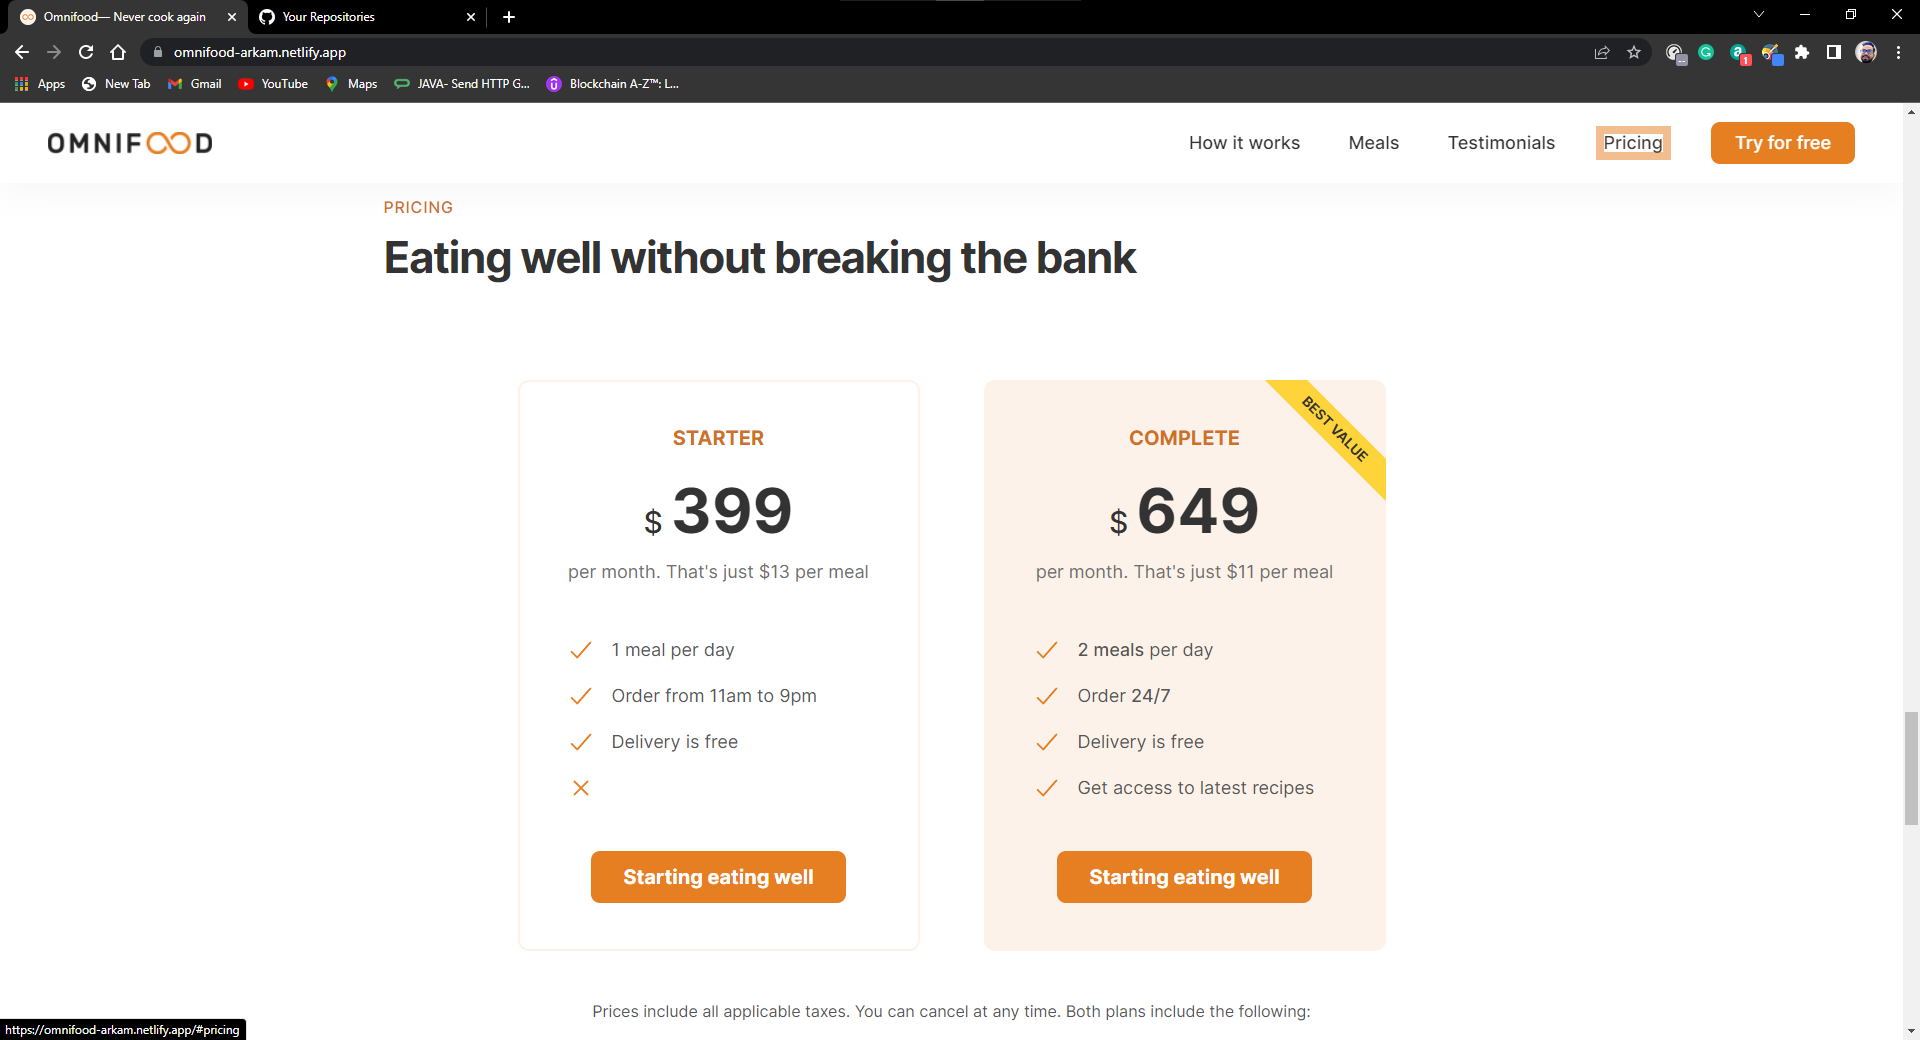 Omnifood— Never cook again
Your Repositories
omnifood-arkam.netlify.app
1
Apps
New Tab
Gmail
YouTube
Maps
JAVA- Send HTTP G...
Blockchain A-Z™: L...
OMNIFOOD
How it works
Meals
Testimonials
Pricing
Try for free
PRICING
Eating well without breaking the bank
STARTER
$ 399
per month. That's just $13 per meal
1 meal per day
Order from 11am to 9pm
Delivery is free
Starting eating well
BEST VALUE
COMPLETE
$ 649
per month. That's just $11 per meal
2 meals per day
Order 24/7
Delivery is free
Get access to latest recipes
Starting eating well
Prices include all applicable taxes. You can cancel at any time. Both plans include the following:
https://omnifood-arkam.netlify.app/#pricing